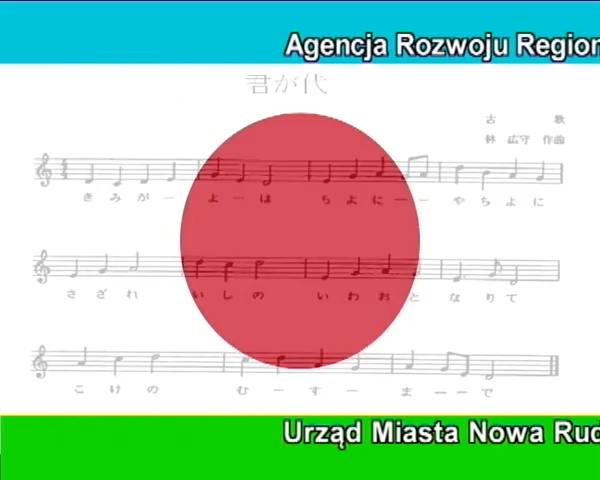 Agencja Rozwoju Region
君が代
古歌
林 広守 作曲
きみがーよーは ちよにーーやちよに
さざれ いしの いわおとなりて
こけの むーすー まーーで
Urząd Miasta Nowa Rud